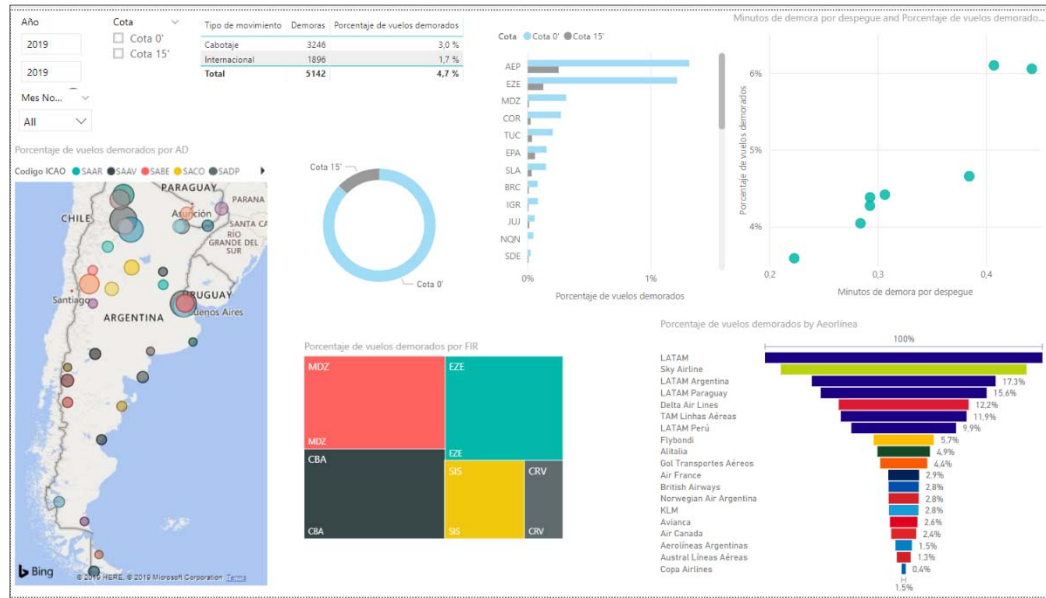 Año
2019
2019
Mes No...
All
Cota
Cota 0'
Cota 15'
Tipo de movimiento Demoras Porcentaje de vuelos demorados
Cabotaje 3246 3,0 %
Internacional 1896 1,7 %
Total 5142 4,7 %
Porcentaje de vuelos demorados por AD
Codigo ICAO SAAR SAAV SABE SACO SADP
PARAGUAY
PARANA
CHILE
Asunción
SANTA CA
RÍO
GRANDE DEL
SUR
Santiago
URUGUAY
Buenos Aires
ARGENTINA
Bing
© 2019 HERE, © 2019 Microsoft Corporation Terms
Cota 15'
Cota 0'
Cota Cota 0' Cota 15'
AEP
EZE
MDZ
COR
TUC
EPA
SLA
BRC
IGR
JUJ
NQN
SDE
0% 1%
Porcentaje de vuelos demorados
Minutos de demora por despegue and Porcentaje de vuelos demorado...
Porcentaje de vuelos demorados
6%
5%
4%
0,2 0,3 0,4
Minutos de demora por despegue
Porcentaje de vuelos demorados por FIR
MDZ
MDZ
EZE
EZE
CBA
CBA
SIS
SIS
CRV
CRV
Porcentaje de vuelos demorados by Aeorlínea
100%
LATAM
Sky Airline
LATAM Argentina 17,3%
LATAM Paraguay 15,6%
Delta Air Lines 12,2%
TAM Linhas Aéreas 11,9%
LATAM Perú 9,9%
Flybondi 5,7%
Alitalia 4,9%
Gol Transportes Aéreos 4,4%
Air France 2,9%
British Airways 2,8%
Norwegian Air Argentina 2,8%
KLM 2,8%
Avianca 2,6%
Air Canada 2,4%
Aerolíneas Argentinas 1,5%
Austral Líneas Aéreas 1,3%
Copa Airlines 0,4%
1,5%